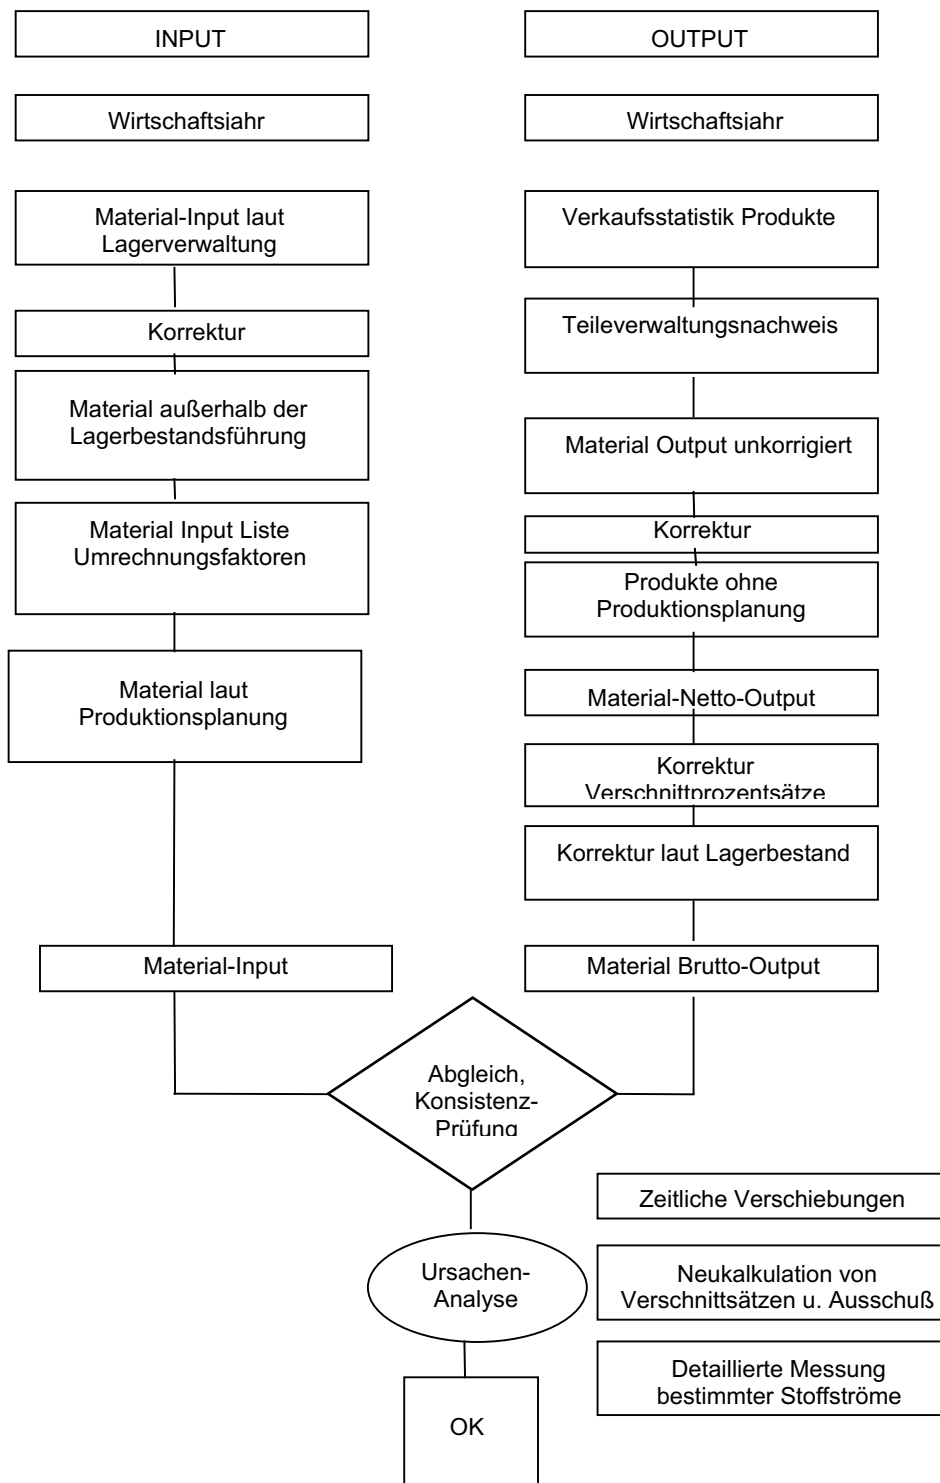 INPUT
Wirtschaftsjahr
Material-Input laut
Lagerverwaltung
Korrektur
Material außerhalb der
Lagerbestandsführung
Material Input Liste
Umrechnungsfaktoren
Material laut
Produktionsplanung
Material-Input
OUTPUT
Wirtschaftsjahr
Verkaufsstatistik Produkte
Teileverwaltungsnachweis
Material Output unkorrigiert
Korrektur
Produkte ohne
Produktionsplanung
Material-Netto-Output
Korrektur
Verschnittprozentsätze
Korrektur laut Lagerbestand
Material Brutto-Output
Abgleich,
Konsistenz-
Prüfung
Ursachen-
Analyse
OK
Zeitliche Verschiebungen
Neukalkulation von
Verschnittsätzen u. Ausschuß
Detaillierte Messung
bestimmter Stoffströme